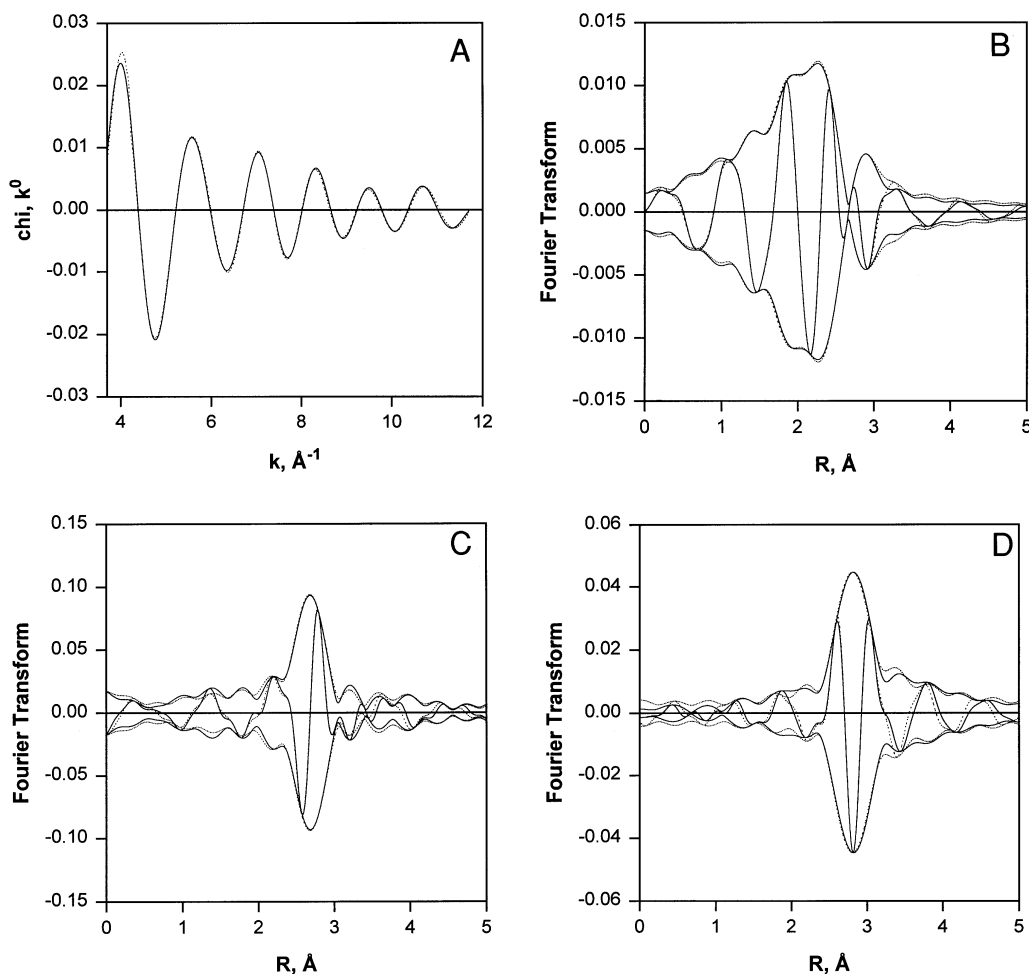 A
0.03
0.02
0.01
0.00
-0.01
-0.02
-0.03
chi, k⁰
4 6 8 10 12
k, Å⁻¹
B
0.015
0.010
0.005
0.000
-0.005
-0.010
-0.015
Fourier Transform
0 1 2 3 4 5
R, Å
C
0.15
0.10
0.05
0.00
-0.05
-0.10
-0.15
Fourier Transform
0 1 2 3 4 5
R, Å
D
0.06
0.04
0.02
0.00
-0.02
-0.04
-0.06
Fourier Transform
0 1 2 3 4 5
R, Å